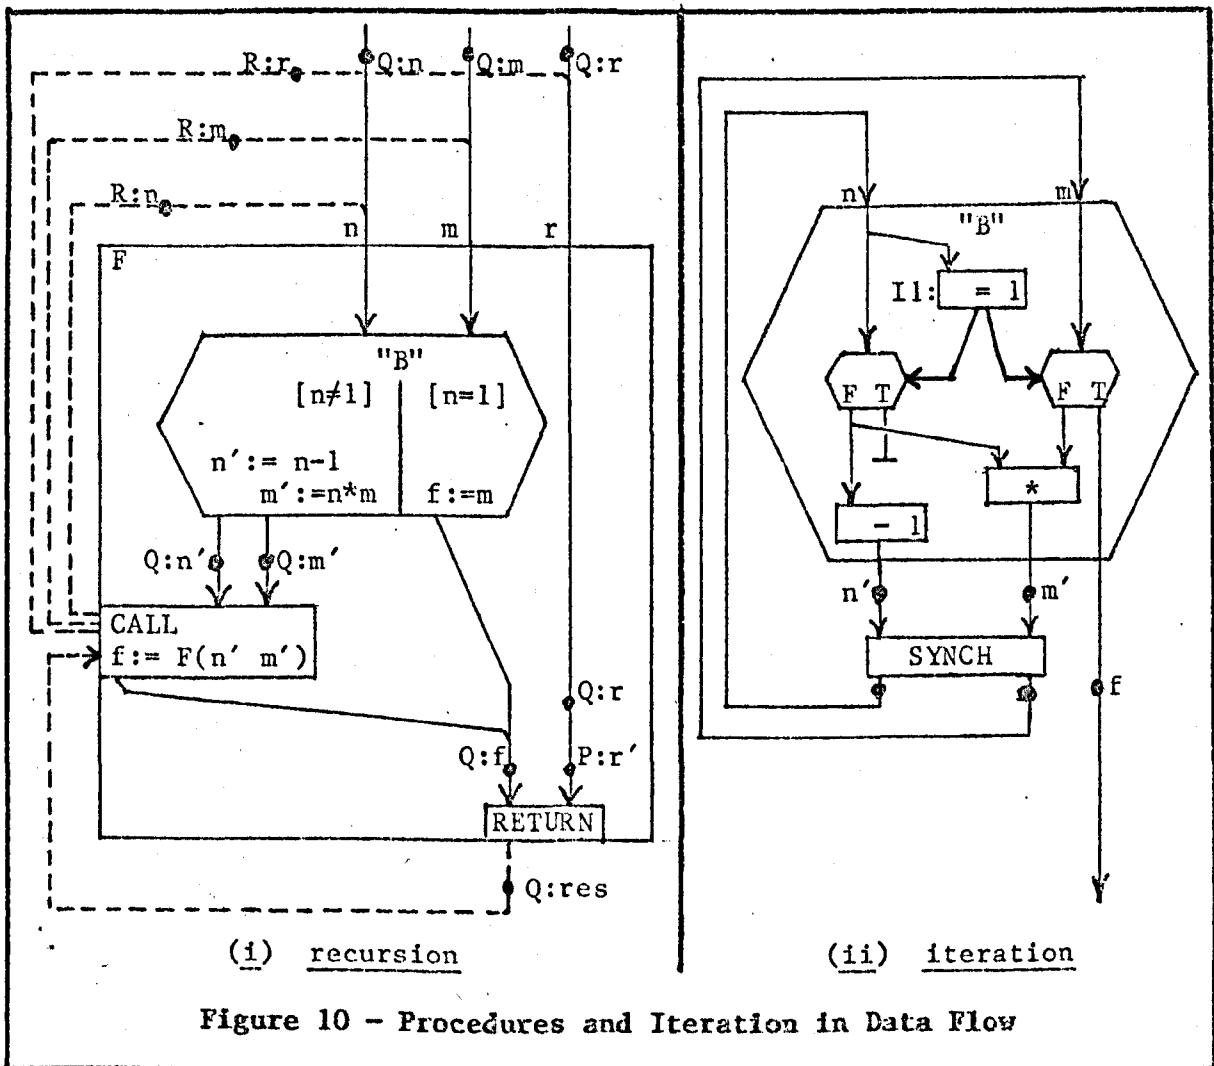 R:r Q:n Q:m Q:r
R:m
R:n
n m r
F
"B"
[n≠1] [n=1]
n':= n-1
m':=n*m f:=m
Q:n' Q:m'
CALL
f:= F(n' m')
Q:r
Q:f P:r'
RETURN
Q:res
(i) recursion
n m
"B"
I1: = 1
F T F T
*
- 1
n' m'
SYNCH
f
(ii) iteration
Figure 10 - Procedures and Iteration in Data Flow